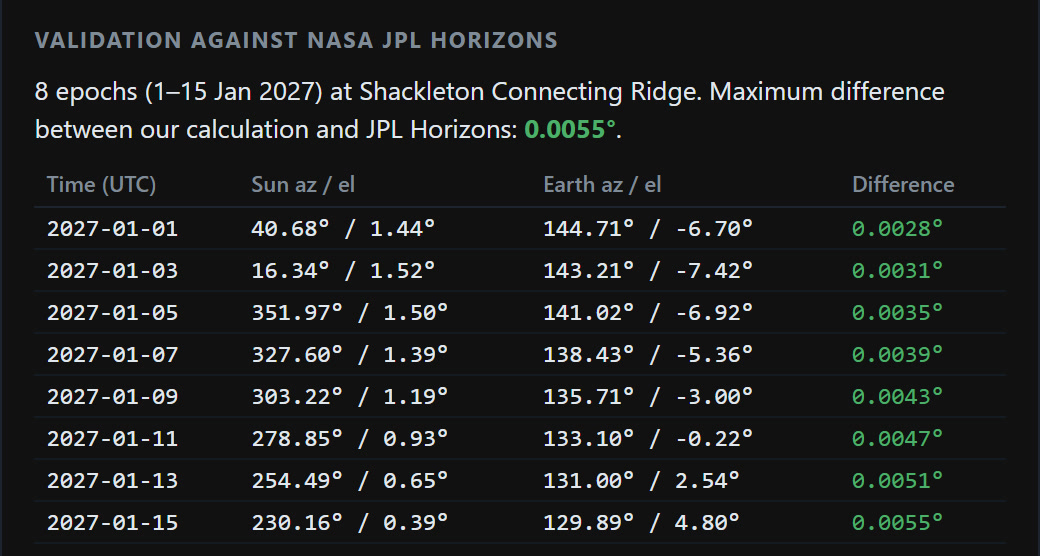 VALIDATION AGAINST NASA JPL HORIZONS
8 epochs (1–15 Jan 2027) at Shackleton Connecting Ridge. Maximum difference
between our calculation and JPL Horizons: 0.0055°.
Time (UTC) Sun az / el Earth az / el Difference
2027-01-01 40.68° / 1.44° 144.71° / -6.70° 0.0028°
2027-01-03 16.34° / 1.52° 143.21° / -7.42° 0.0031°
2027-01-05 351.97° / 1.50° 141.02° / -6.92° 0.0035°
2027-01-07 327.60° / 1.39° 138.43° / -5.36° 0.0039°
2027-01-09 303.22° / 1.19° 135.71° / -3.00° 0.0043°
2027-01-11 278.85° / 0.93° 133.10° / -0.22° 0.0047°
2027-01-13 254.49° / 0.65° 131.00° / 2.54° 0.0051°
2027-01-15 230.16° / 0.39° 129.89° / 4.80° 0.0055°